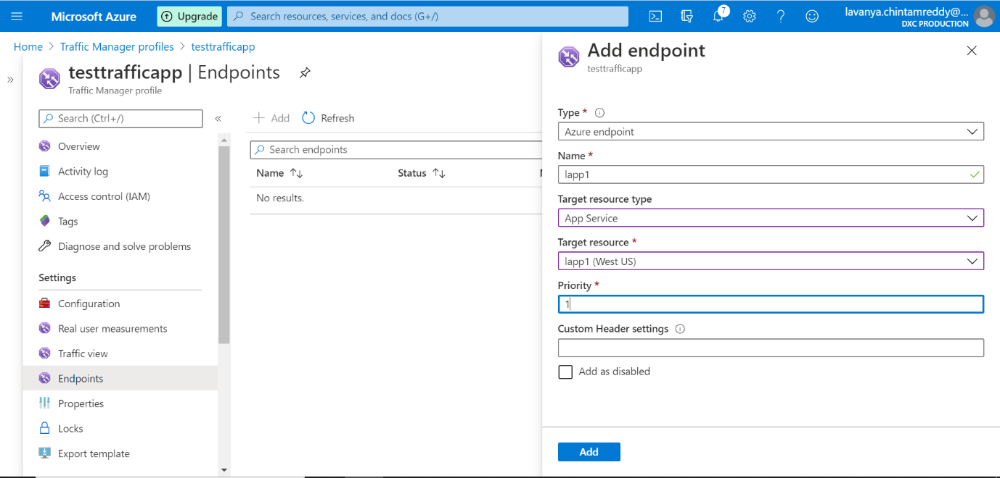 Microsoft Azure
Upgrade
Search resources, services, and docs (G+/)
7
lavanya.chintamreddy@...
DXC PRODUCTION
Home > Traffic Manager profiles > testtrafficapp
testtrafficapp | Endpoints
Traffic Manager profile
Search (Ctrl+/)
Overview
Activity log
Access control (IAM)
Tags
Diagnose and solve problems
Settings
Configuration
Real user measurements
Traffic view
Endpoints
Properties
Locks
Export template
Add
Refresh
Search endpoints
Name Status
No results.
Add endpoint
testtrafficapp
Type *
Azure endpoint
Name *
lapp1
Target resource type
App Service
Target resource *
lapp1 (West US)
Priority *
1
Custom Header settings
Add as disabled
Add